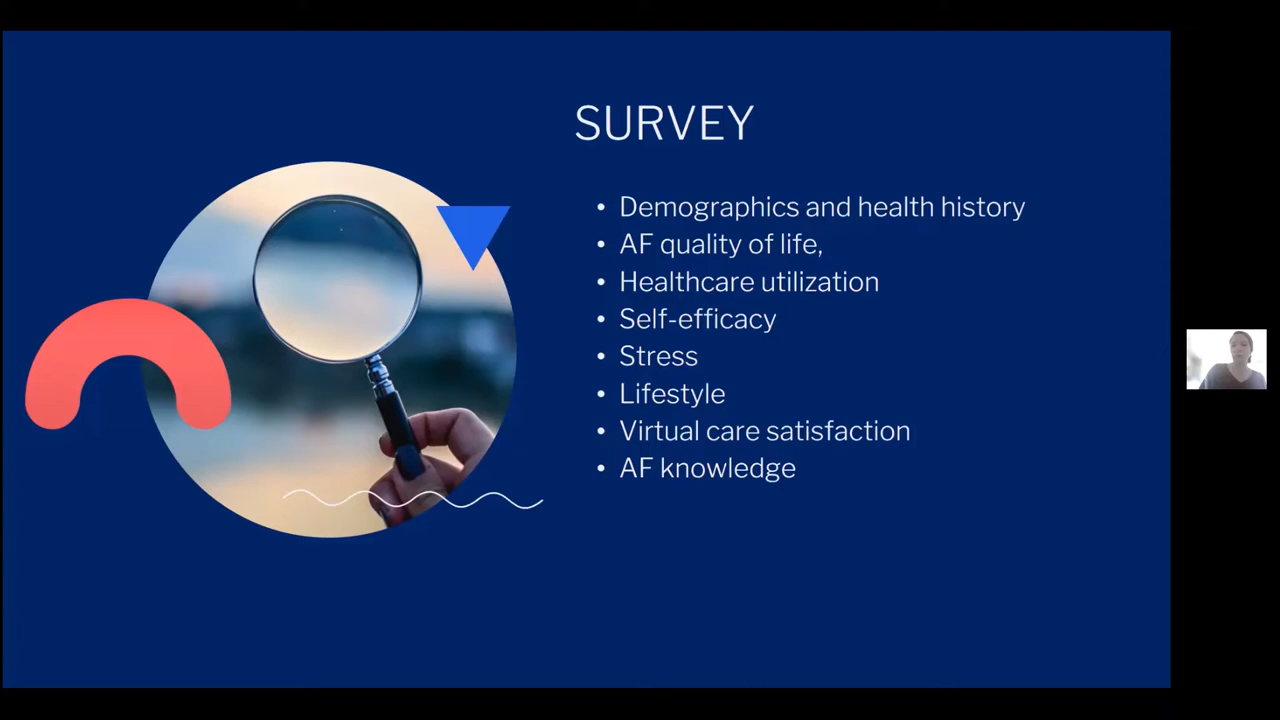 SURVEY
• Demographics and health history
• AF quality of life,
• Healthcare utilization
• Self-efficacy
• Stress
• Lifestyle
• Virtual care satisfaction
• AF knowledge